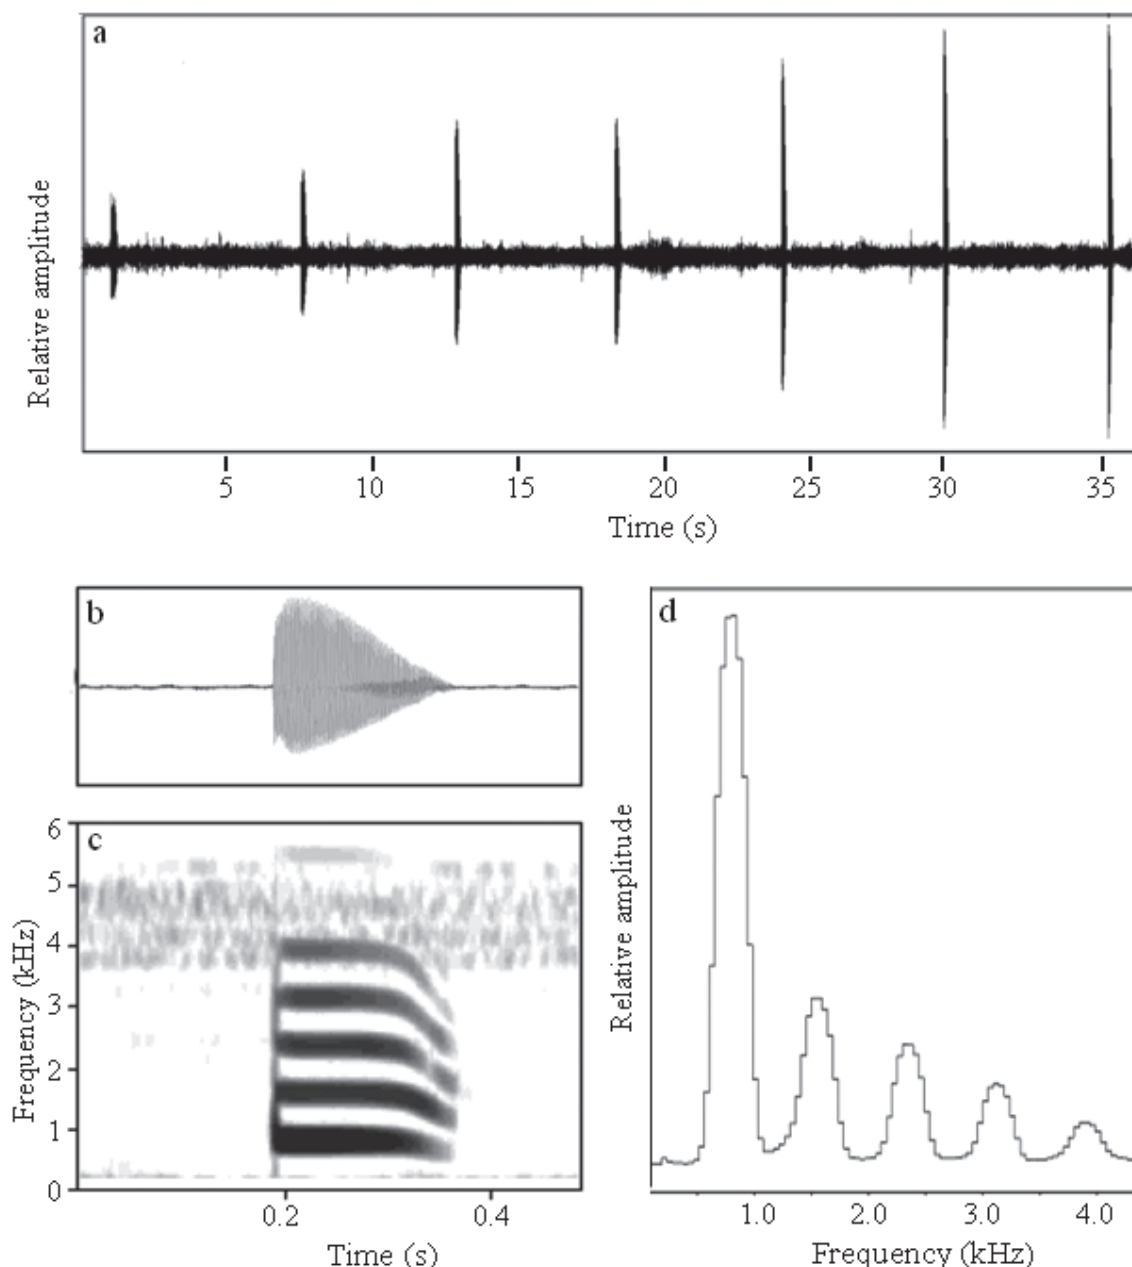 a
Relative amplitude
5 10 15 20 25 30 35
Time (s)
b
c
6
5
4
3
2
1
0
Frequency (kHz)
0.2 0.4
Time (s)
d
Relative amplitude
1.0 2.0 3.0 4.0
Frequency (kHz)